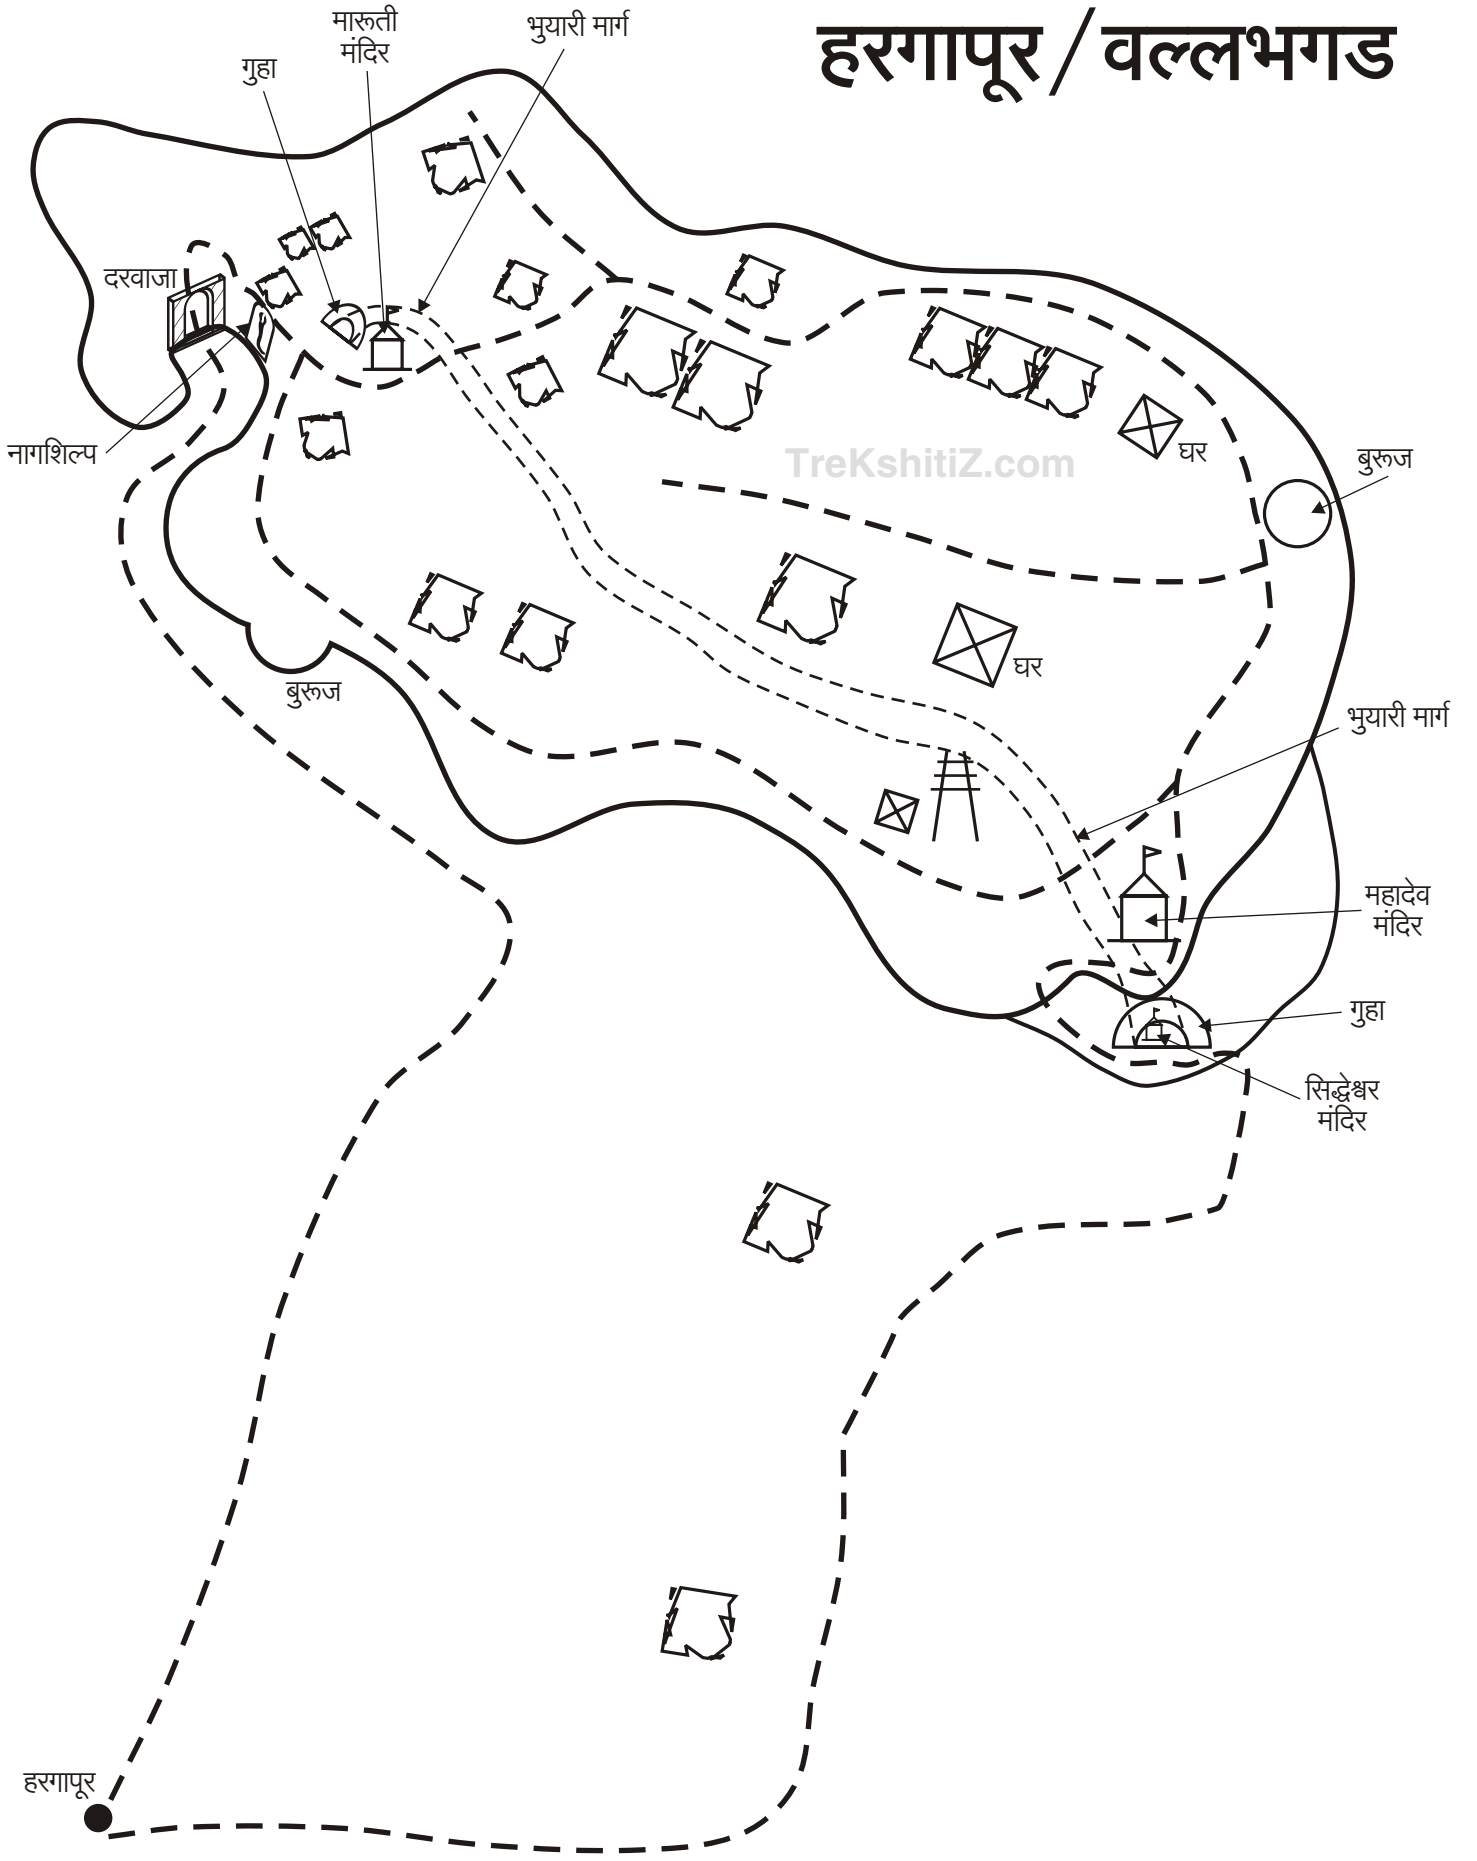 हरगापूर/वल्लभगड
मारूती
मंदिर
भुयारी मार्ग
गुहा
दरवाजा
नागशिल्प
TreKshitiZ.com
घर
बुरूज
घर
बुरूज
भुयारी मार्ग
महादेव
मंदिर
गुहा
सिद्धेश्वर
मंदिर
हरगापूर